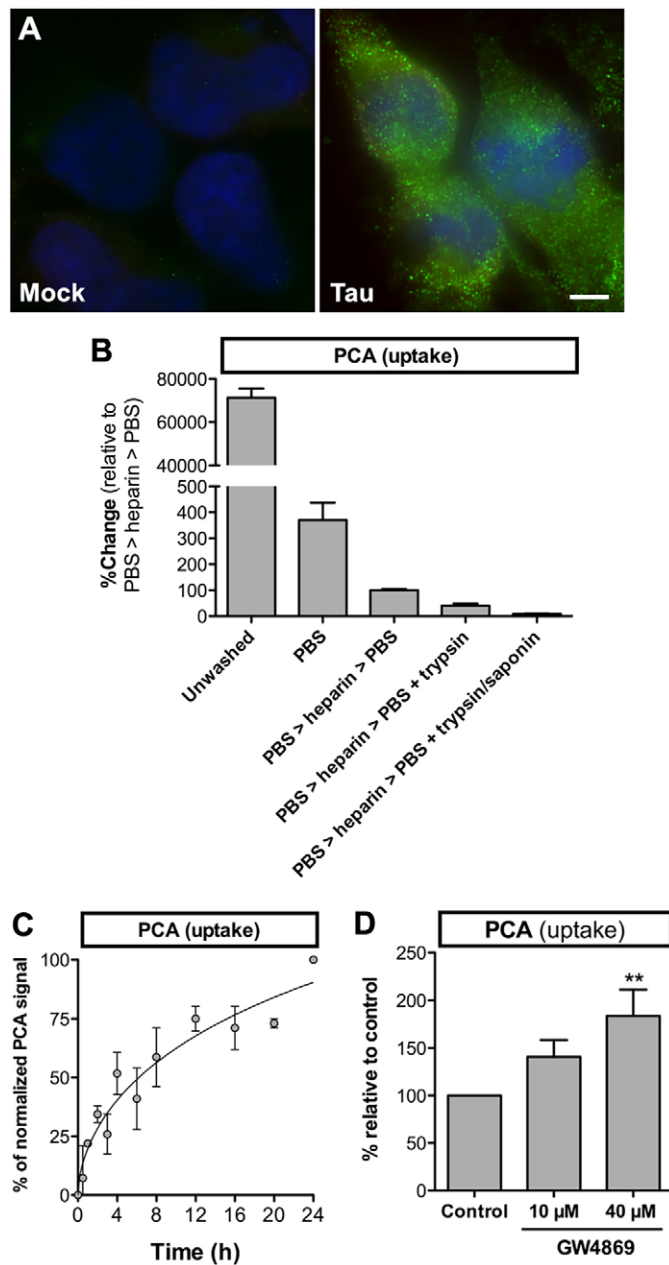 A
Mock
Tau
B
PCA (uptake)
%Change (relative to
PBS > heparin > PBS)
80000
60000
40000
500
400
300
200
100
0
Unwashed
PBS
PBS > heparin > PBS
PBS > heparin > PBS + trypsin
PBS > heparin > PBS + trypsin/saponin
C
PCA (uptake)
% of normalized PCA signal
100
75
50
25
0
0 4 8 12 16 20 24
Time (h)
D
PCA (uptake)
% relative to control
250
200
150
100
50
0
**
Control 10 µM 40 µM
GW4869